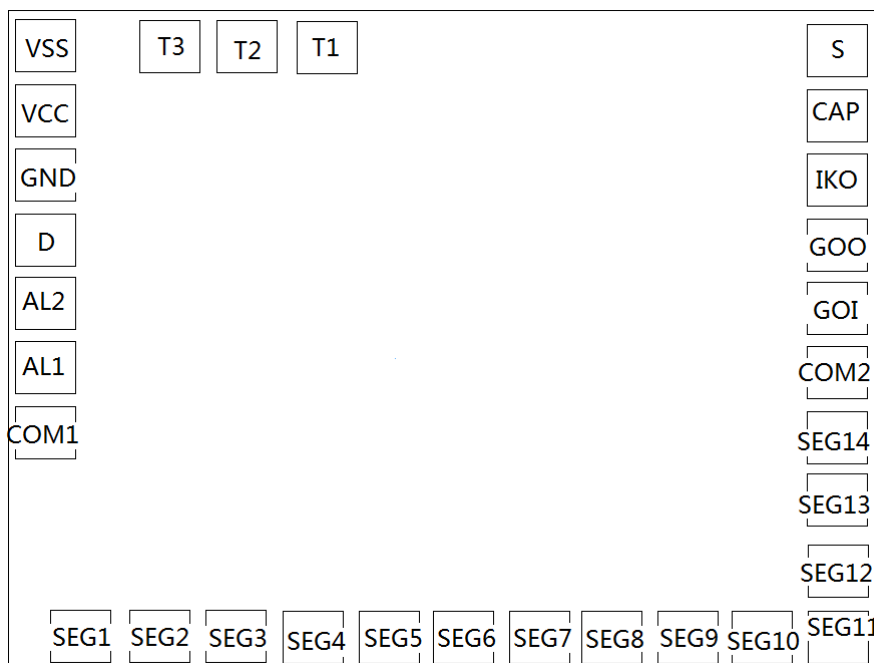 VSS
T3
T2
T1
S
VCC
CAP
GND
IKO
D
GOO
AL2
GOI
AL1
COM2
COM1
SEG14
SEG13
SEG12
SEG1
SEG2
SEG3
SEG4
SEG5
SEG6
SEG7
SEG8
SEG9
SEG10
SEG11